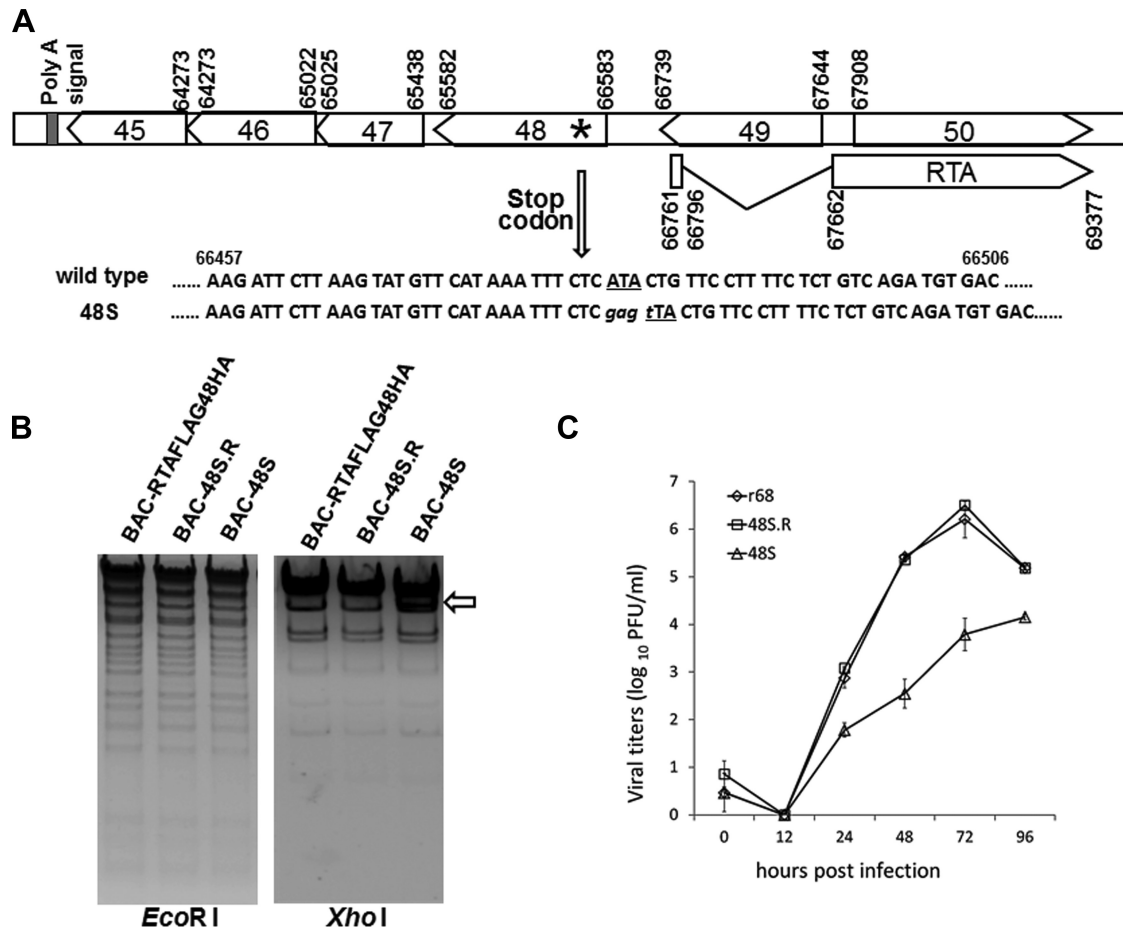 A
Poly A
signal
64273
64273
65022
65025
65438
65582
66583
66739
67644
67908
45
46
47
48
*
49
50
RTA
Stop
codon
66761
66796
67662
69377
66457
66506
wild type
...... AAG ATT CTT AAG TAT GTT CAT AAA TTT CTC ATA CTG TTC CTT TTC TCT GTC AGA TGT GAC ......
48S
...... AAG ATT CTT AAG TAT GTT CAT AAA TTT CTC gag tTA CTG TTC CTT TTC TCT GTC AGA TGT GAC......
B
BAC-RTAFLAG48HA
BAC-48S.R
BAC-48S
BAC-RTAFLAG48HA
BAC-48S.R
BAC-48S
EcoR I
Xho I
C
Viral titers (log 10 PFU/ml)
7
6
5
4
3
2
1
0
r68
48S.R
48S
0 12 24 48 72 96
hours post infection